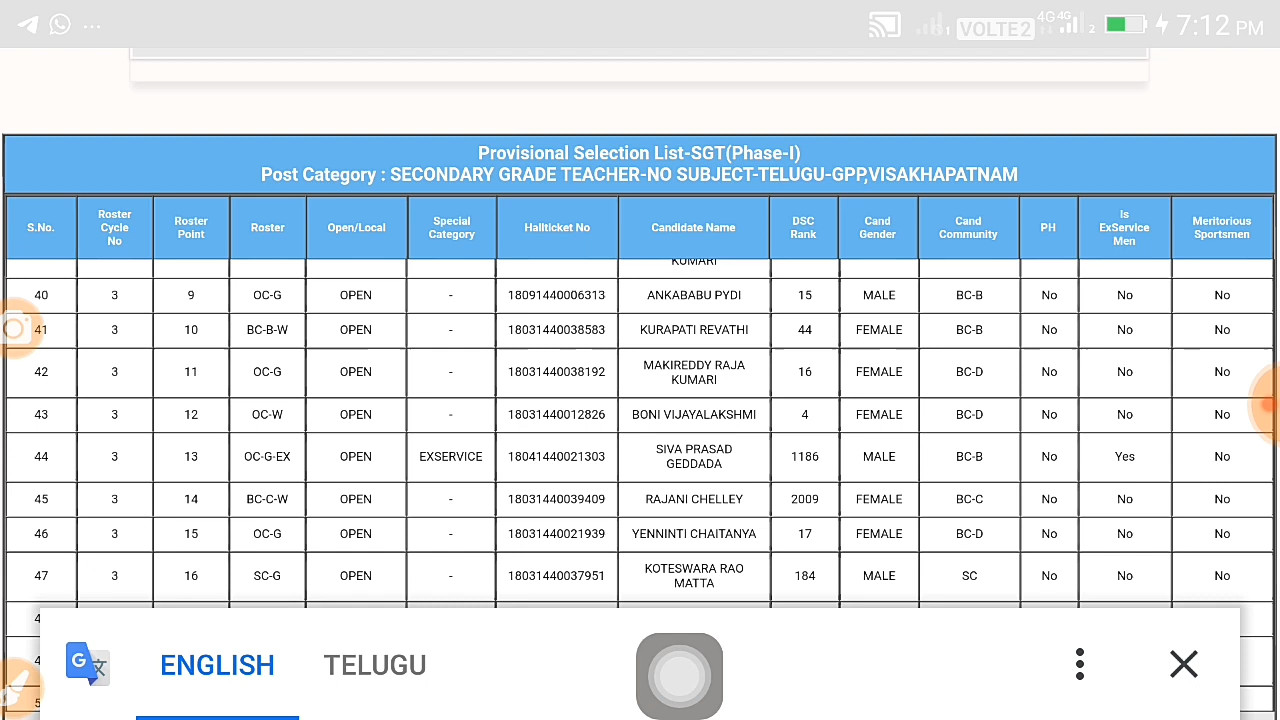 ... VOLTE2 4G 4G 1 2 7:12 PM
Provisional Selection List-SGT(Phase-I)
Post Category : SECONDARY GRADE TEACHER-NO SUBJECT-TELUGU-GPP,VISAKHAPATNAM
S.No. Roster Cycle No Roster Point Roster Open/Local Special Category Hallticket No Candidate Name DSC Rank Cand Gender Cand Community PH Is ExService Men Meritorious Sportsmen
KUMARI
40 3 9 OC-G OPEN - 18091440006313 ANKABABU PYDI 15 MALE BC-B No No No
41 3 10 BC-B-W OPEN - 18031440038583 KURAPATI REVATHI 44 FEMALE BC-B No No No
42 3 11 OC-G OPEN - 18031440038192 MAKIREDDY RAJA KUMARI 16 FEMALE BC-D No No No
43 3 12 OC-W OPEN - 18031440012826 BONI VIJAYALAKSHMI 4 FEMALE BC-D No No No
44 3 13 OC-G-EX OPEN EXSERVICE 18041440021303 SIVA PRASAD GEDDADA 1186 MALE BC-B No Yes No
45 3 14 BC-C-W OPEN - 18031440039409 RAJANI CHELLEY 2009 FEMALE BC-C No No No
46 3 15 OC-G OPEN - 18031440021939 YENNINTI CHAITANYA 17 FEMALE BC-D No No No
47 3 16 SC-G OPEN - 18031440037951 KOTESWARA RAO MATTA 184 MALE SC No No No
ENGLISH TELUGU